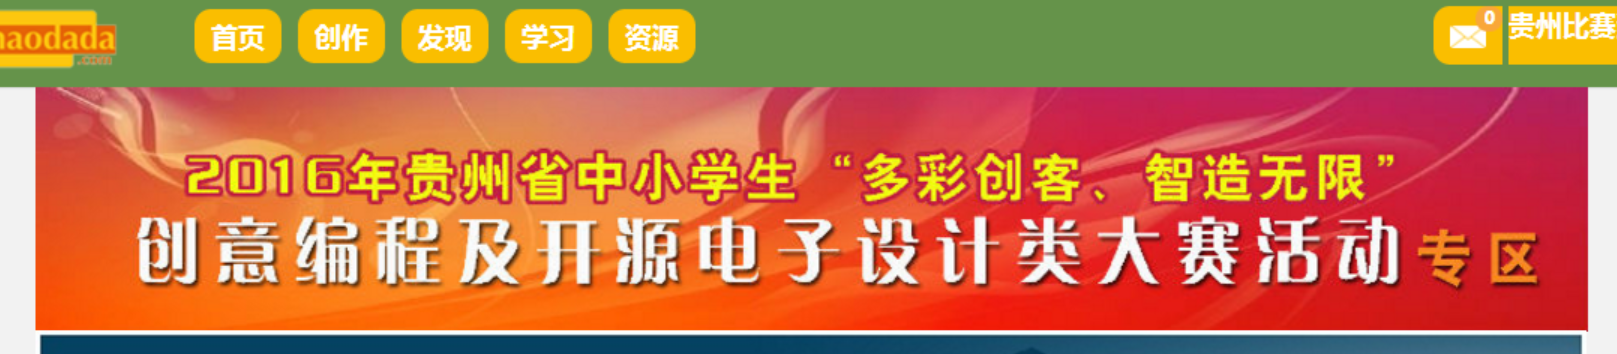 haodada
.com
首页 创作 发现 学习 资源
0
贵州比赛
2016年贵州省中小学生“多彩创客、智造无限”
创意编程及开源电子设计类大赛活动专区